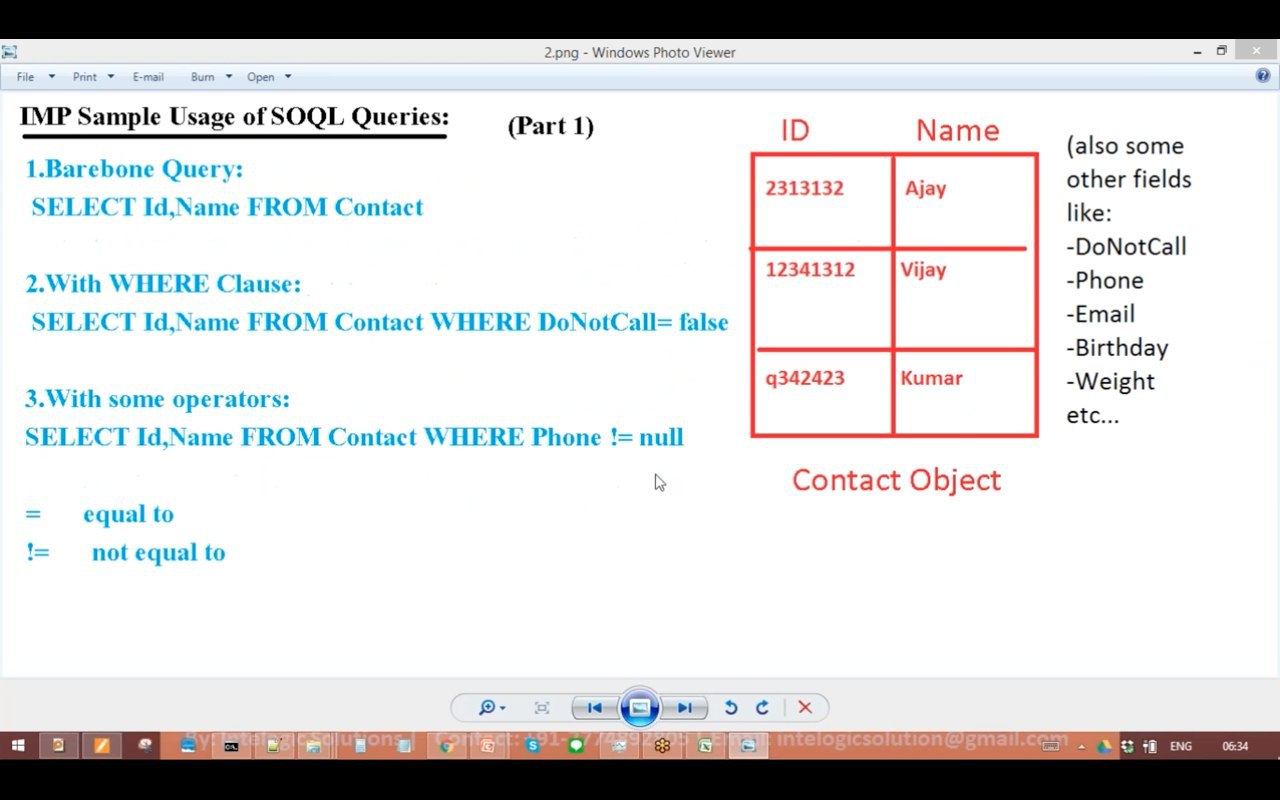 2.png - Windows Photo Viewer
File Print E-mail Burn Open
IMP Sample Usage of SOQL Queries:
(Part 1)
1.Barebone Query:
SELECT Id,Name FROM Contact
2.With WHERE Clause:
SELECT Id,Name FROM Contact WHERE DoNotCall= false
3.With some operators:
SELECT Id,Name FROM Contact WHERE Phone != null
= equal to
!= not equal to
ID Name
2313132 Ajay
12341312 Vijay
q342423 Kumar
Contact Object
(also some
other fields
like:
-DoNotCall
-Phone
-Email
-Birthday
-Weight
etc...
By: Intelogic Solutions | Contact: intelogicsolution@gmail.com
ENG 06:34